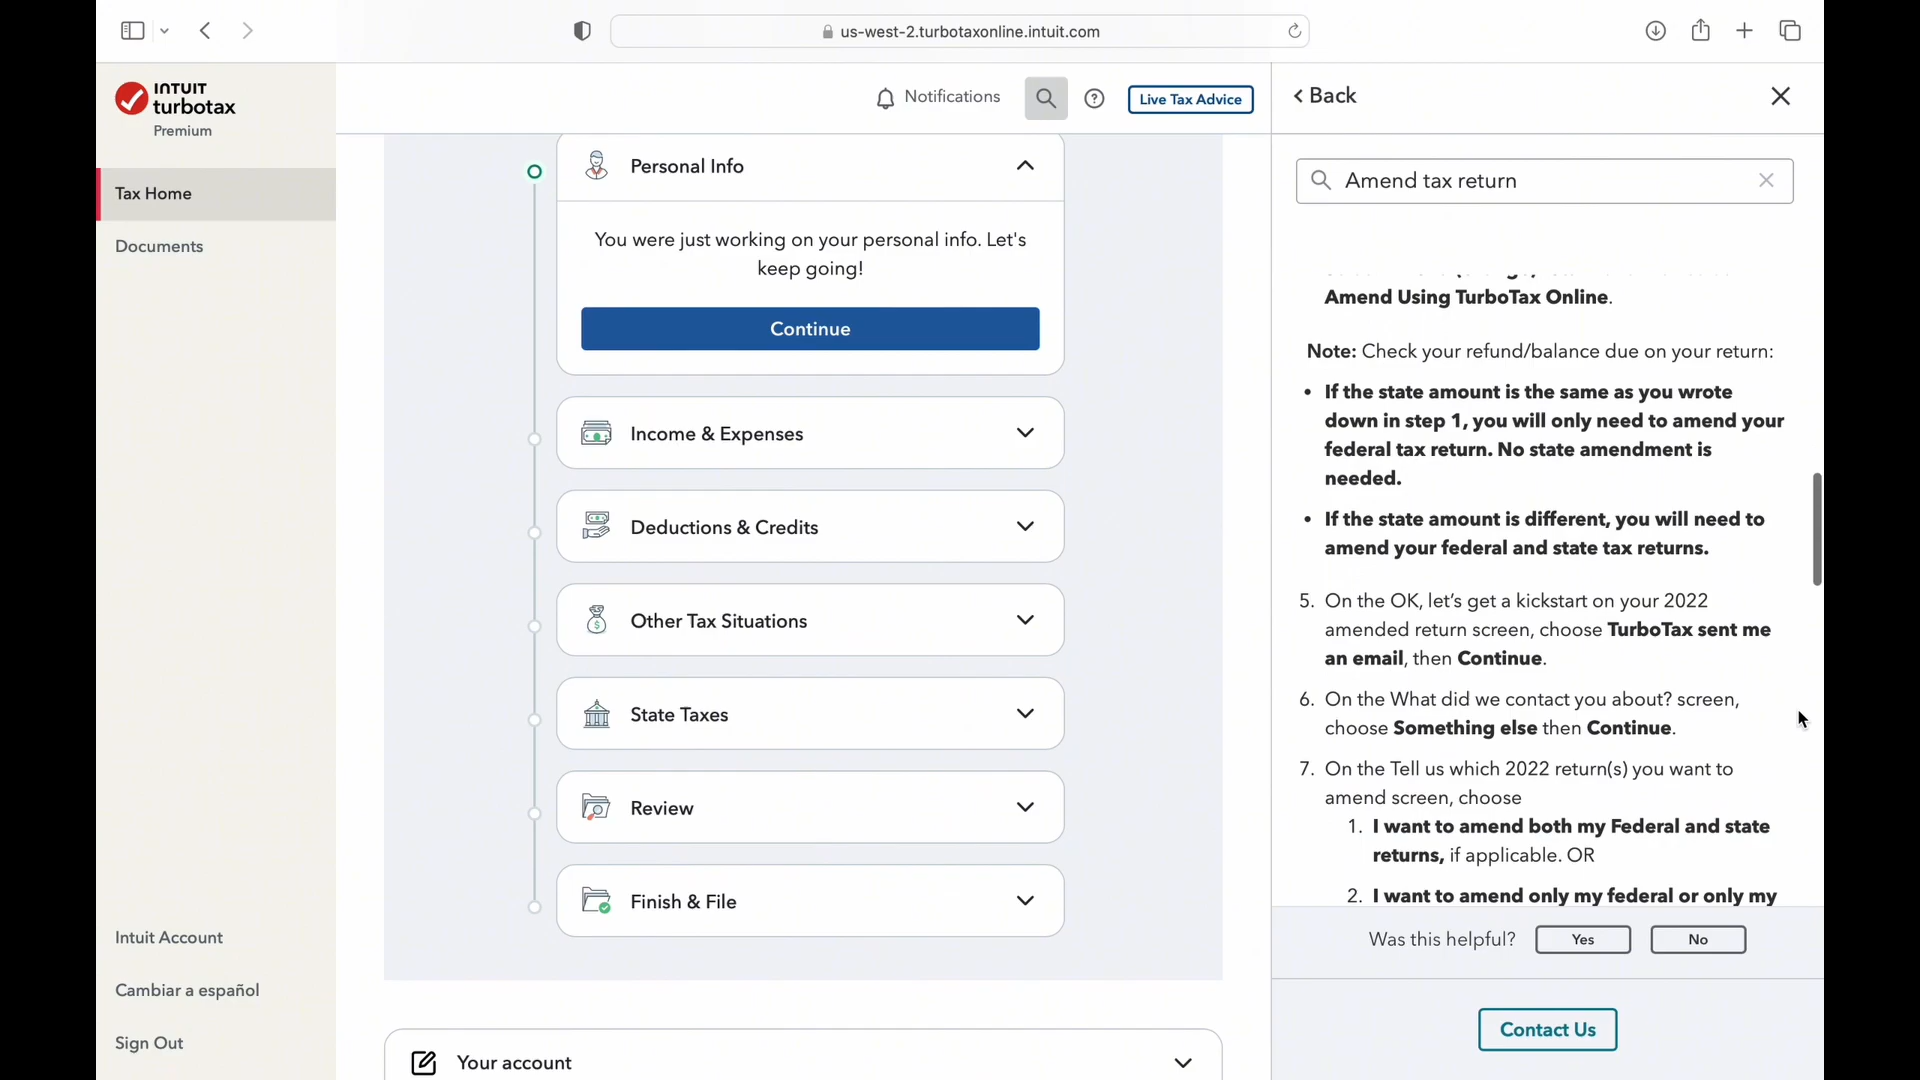 us-west-2.turbotaxonline.intuit.com
INTUIT
turbotax
Premium
Notifications
Live Tax Advice
Back
Tax Home
Documents
Personal Info
You were just working on your personal info. Let's
keep going!
Continue
Income & Expenses
Deductions & Credits
Other Tax Situations
State Taxes
Review
Finish & File
Your account
Intuit Account
Cambiar a español
Sign Out
Amend tax return
Amend Using TurboTax Online.
Note: Check your refund/balance due on your return:
• If the state amount is the same as you wrote
down in step 1, you will only need to amend your
federal tax return. No state amendment is
needed.
• If the state amount is different, you will need to
amend your federal and state tax returns.
5. On the OK, let's get a kickstart on your 2022
amended return screen, choose TurboTax sent me
an email, then Continue.
6. On the What did we contact you about? screen,
choose Something else then Continue.
7. On the Tell us which 2022 return(s) you want to
amend screen, choose
1. I want to amend both my Federal and state
returns, if applicable. OR
2. I want to amend only my federal or only my
Was this helpful?
Yes
No
Contact Us